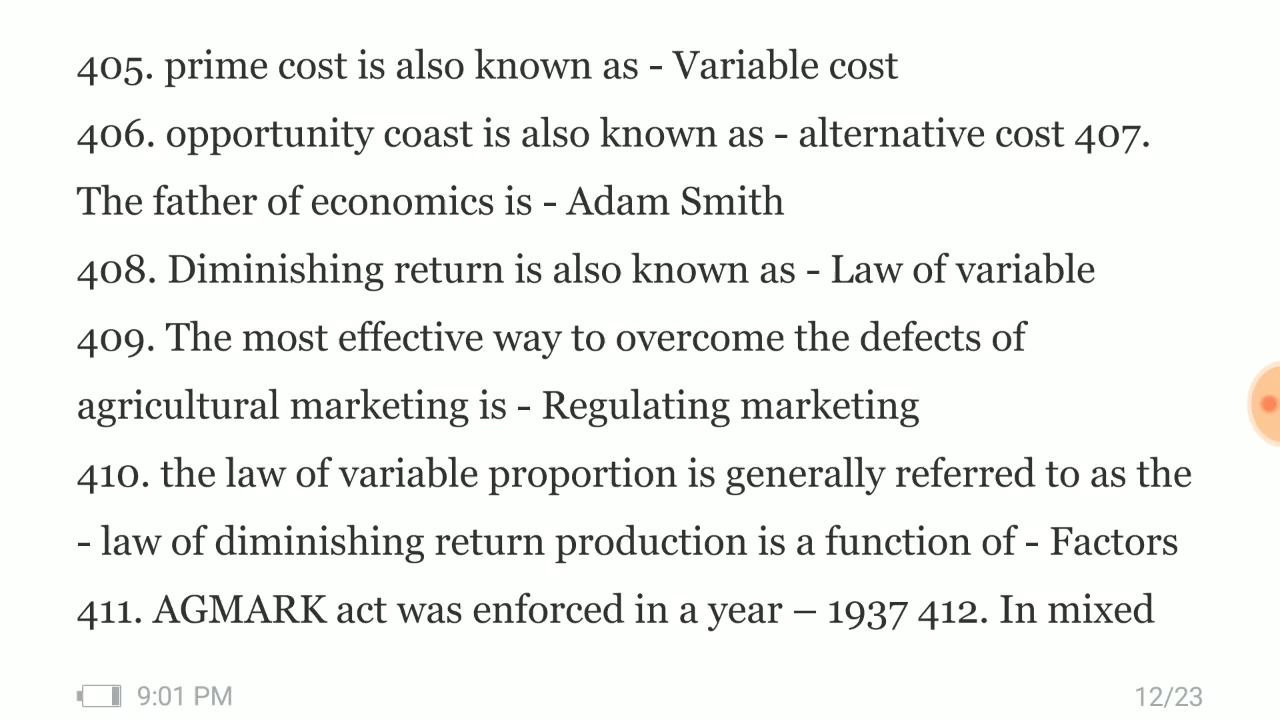 405. prime cost is also known as - Variable cost
406. opportunity coast is also known as - alternative cost 407.
The father of economics is - Adam Smith
408. Diminishing return is also known as - Law of variable
409. The most effective way to overcome the defects of
agricultural marketing is - Regulating marketing
410. the law of variable proportion is generally referred to as the
- law of diminishing return production is a function of - Factors
411. AGMARK act was enforced in a year – 1937 412. In mixed
9:01 PM 12/23